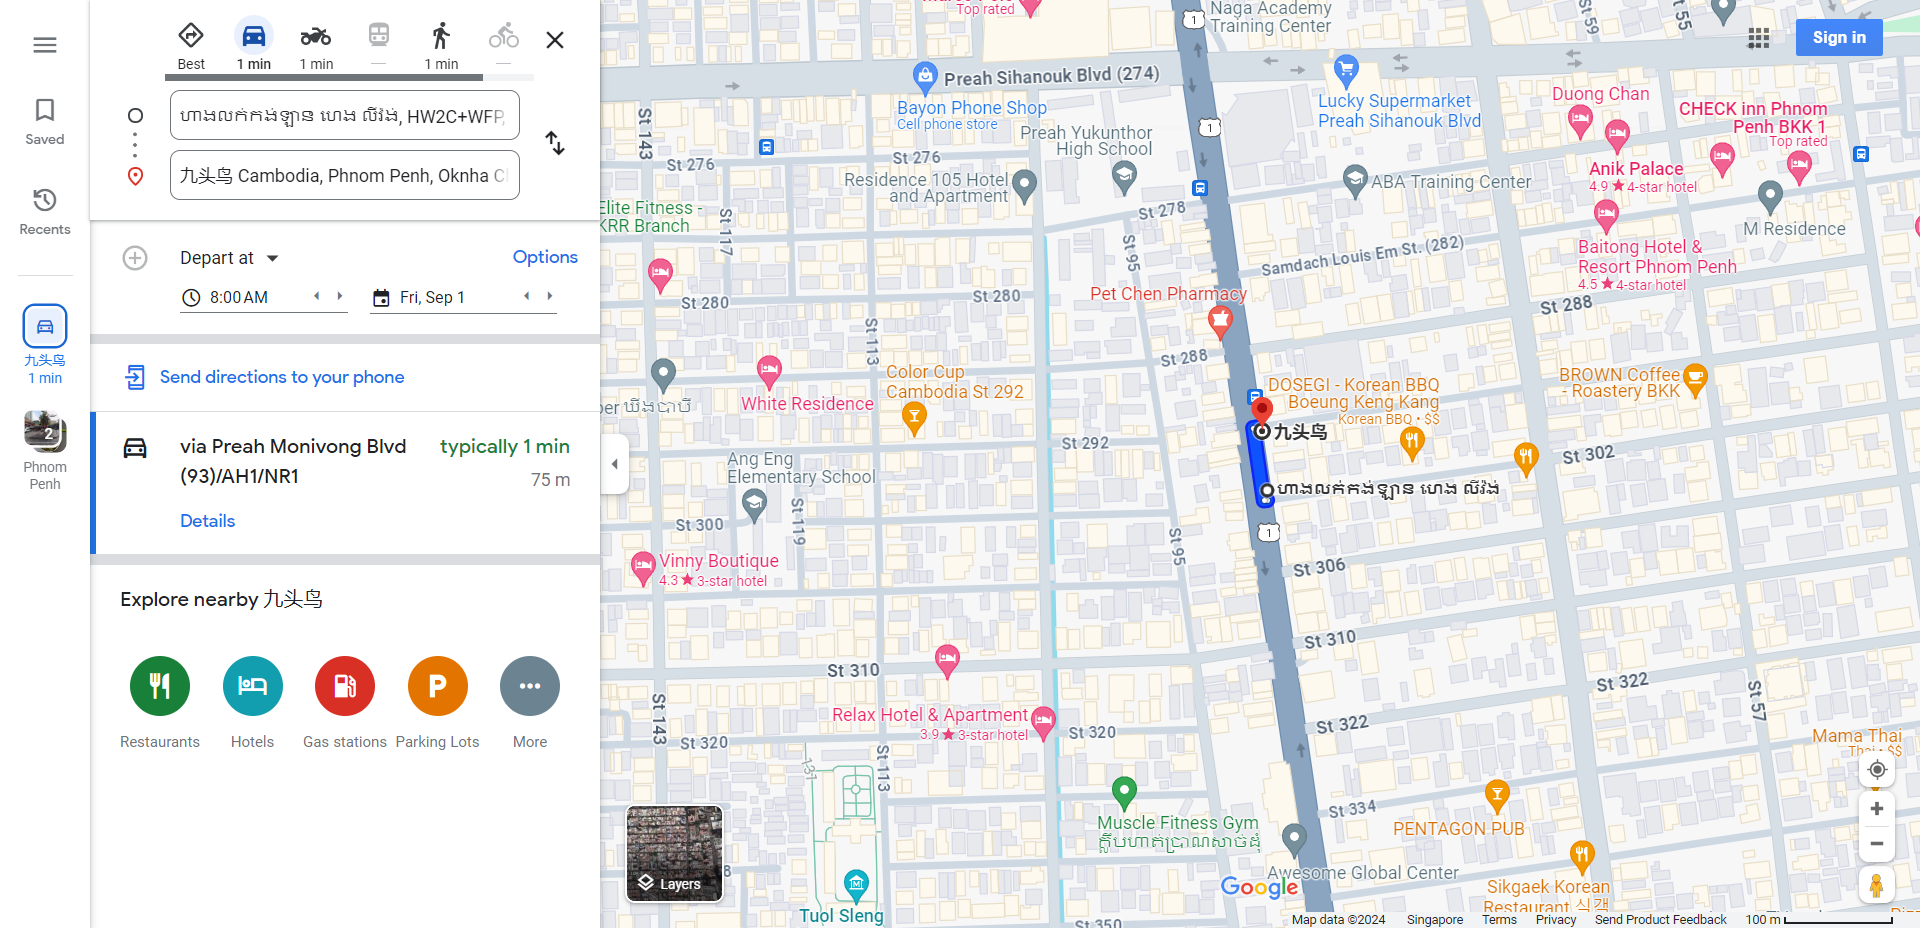 Best
1 min
1 min
—
1 min
—
ហាងលក់កង់ឡាន ហេង លីវ៉ង់, HW2C+WFP,
九头鸟 Cambodia, Phnom Penh, Oknha Cl
Saved
Recents
九头鸟
1 min
2
Phnom
Penh
Depart at
Options
8:00 AM
Fri, Sep 1
Send directions to your phone
via Preah Monivong Blvd
(93)/AH1/NR1
typically 1 min
75 m
Details
Explore nearby 九头鸟
Restaurants
Hotels
Gas stations
Parking Lots
More
P
Sign in
Top rated
Naga Academy
Training Center
1
Preah Sihanouk Blvd (274)
Bayon Phone Shop
Cell phone store
Lucky Supermarket
Preah Sihanouk Blvd
Duong Chan
CHECK inn Phnom
Penh BKK 1
Top rated
St 59
St 55
St 143
St 276
St 276
Preah Yukunthor
High School
1
Residence 105 Hotel
and Apartment
ABA Training Center
Anik Palace
4.9 ★ 4-star hotel
Elite Fitness -
KRR Branch
St 117
St 278
St 95
M Residence
Samdach Louis Em St. (282)
Baitong Hotel &
Resort Phnom Penh
4.5 ★ 4-star hotel
St 280
St 280
Pet Chen Pharmacy
St 288
St 113
St 288
Color Cup
Cambodia St 292
White Residence
DOSEGI - Korean BBQ
Boeung Keng Kang
Korean BBQ • $$
BROWN Coffee
- Roastery BKK
九头鸟
St 292
St 302
Ang Eng
Elementary School
ហាងលក់កង់ឡាន ហេង លីវ៉ង់
St 300
St 119
St 95
1
Vinny Boutique
4.3 ★ 3-star hotel
St 306
St 310
St 310
St 322
St 57
St 143
Relax Hotel & Apartment
3.9 ★ 3-star hotel
St 320
St 320
St 322
St 113
131
Mama Thai
Thai • $$
Muscle Fitness Gym
ក្លឹបហាត់ប្រាណសាច់ដុំ
St 334
PENTAGON PUB
Layers
Awesome Global Center
Google
Sikgaek Korean
Restaurant 식객
Tuol Sleng
St 350
Map data ©2024
Singapore
Terms
Privacy
Send Product Feedback
100 m